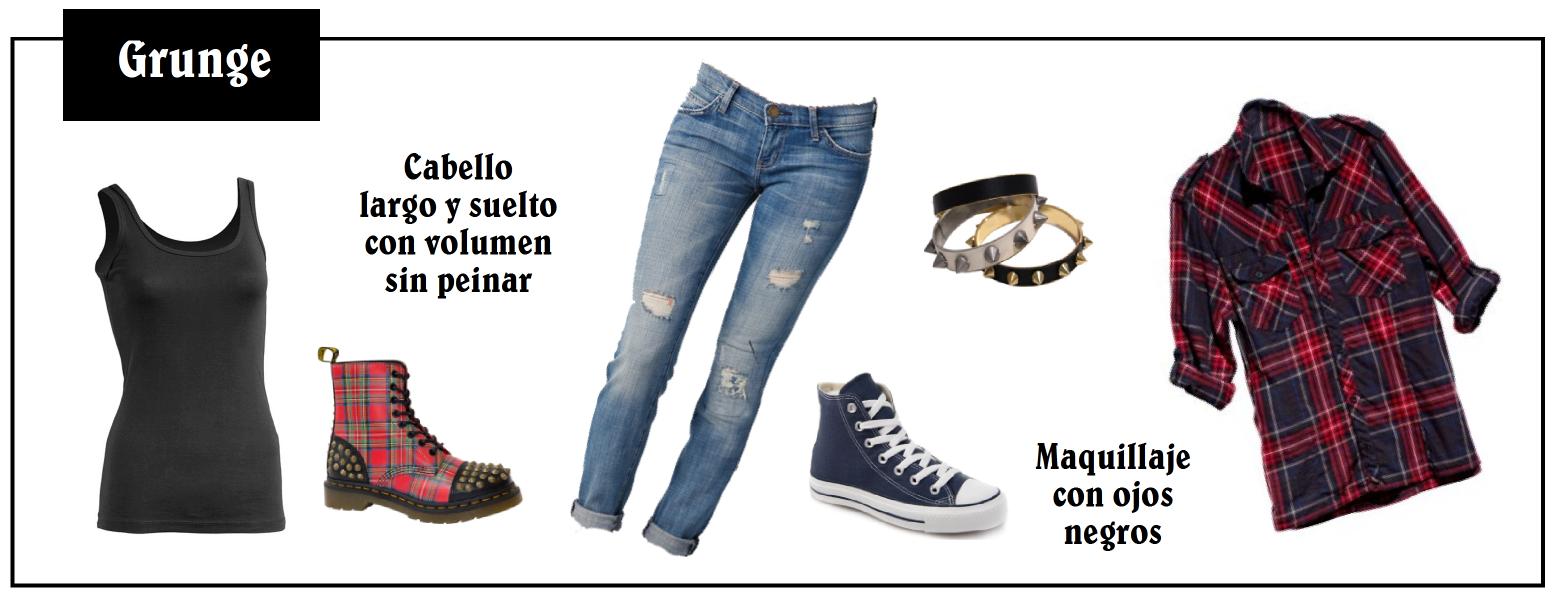 Grunge
Cabello
largo y suelto
con volumen
sin peinar
Maquillaje
con ojos
negros